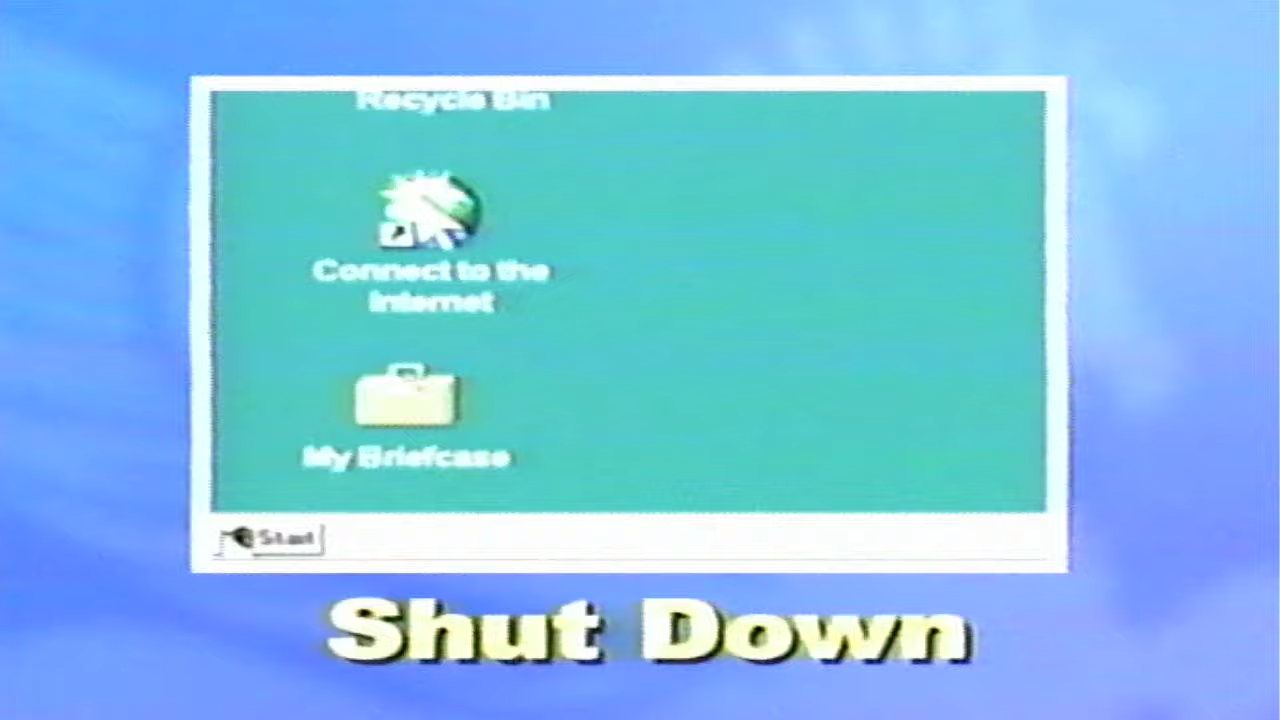 Recycle Bin
Connect to the
Internet
My Briefcase
Start
Shut Down